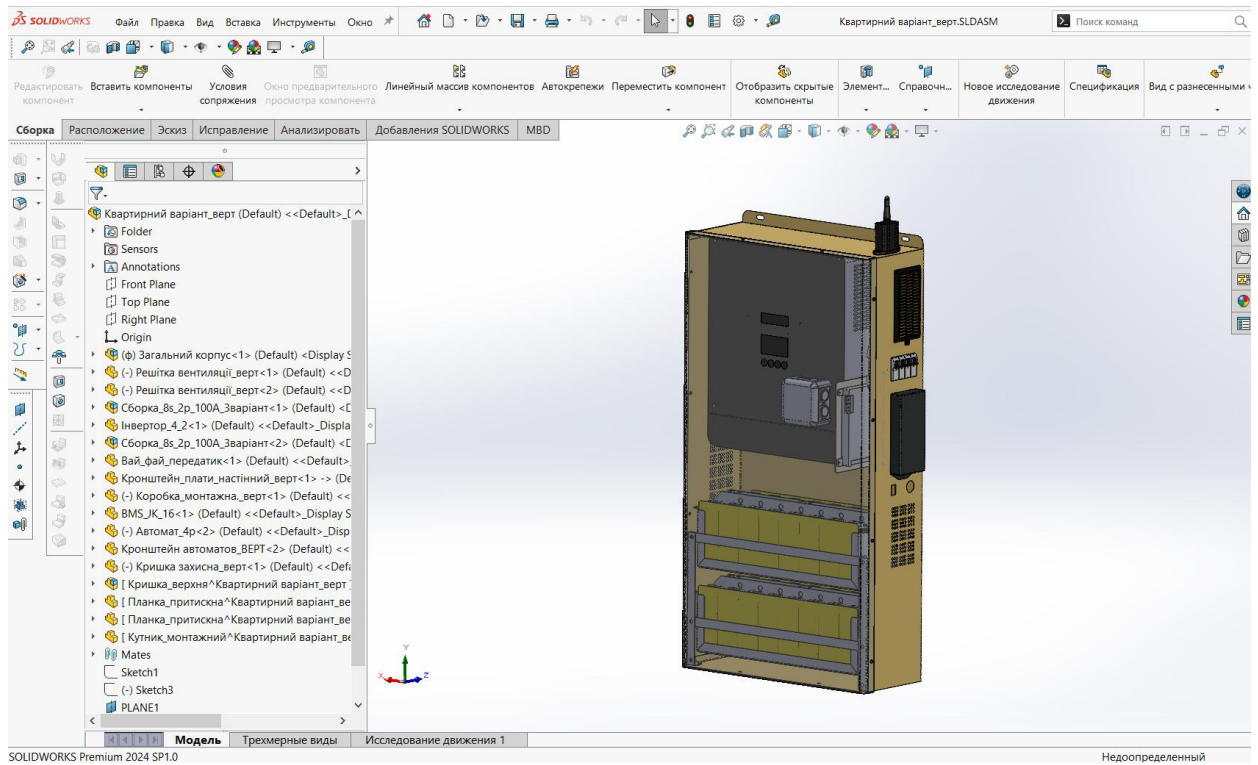 SOLIDWORKS Файл Правка Вид Вставка Инструменты Окно Квартирний варіант_верт.SLDASM Поиск команд
Редактировать компонент
Вставить компоненты
Условия сопряжения
Окно предварительного просмотра компонента
Линейный массив компонентов
Автокрепежи
Переместить компонент
Отобразить скрытые компоненты
Элемент...
Справочн...
Новое исследование движения
Спецификация
Вид с разнесенными
Сборка Расположение Эскиз Исправление Анализировать Добавления SOLIDWORKS MBD
Квартирний варіант_верт (Default) <<Default>_
Folder
Sensors
Annotations
Front Plane
Top Plane
Right Plane
Origin
(ф) Загальний корпус<1> (Default) <Display S
(-) Решітка вентиляції_верт<1> (Default) <<D
(-) Решітка вентиляції_верт<2> (Default) <<D
Сборка_8s_2p_100A_3варіант<1> (Default) <D
Інвертор_4_2<1> (Default) <<Default>_Displa
Сборка_8s_2p_100A_3варіант<2> (Default) <D
Вай_фай_передатик<1> (Default) <<Default>_
Кронштейн_плати_настінний_верт<1> -> (De
(-) Коробка_монтажна_верт<1> (Default) <<
BMS_JK_16<1> (Default) <<Default>_Display S
(-) Автомат_4р<2> (Default) <<Default>_Disp
Кронштейн автоматов_ВЕРТ<2> (Default) <<
(-) Кришка захисна_верт<1> (Default) <<Defa
[ Кришка_верхня^Квартирний варіант_верт ]
[ Планка_притискна^Квартирний варіант_ве
[ Планка_притискна^Квартирний варіант_ве
[ Кутник_монтажний^Квартирний варіант_ве
Mates
Sketch1
(-) Sketch3
PLANE1
Y
X Z
Модель Трехмерные виды Исследование движения 1
SOLIDWORKS Premium 2024 SP1.0 Недоопределенный